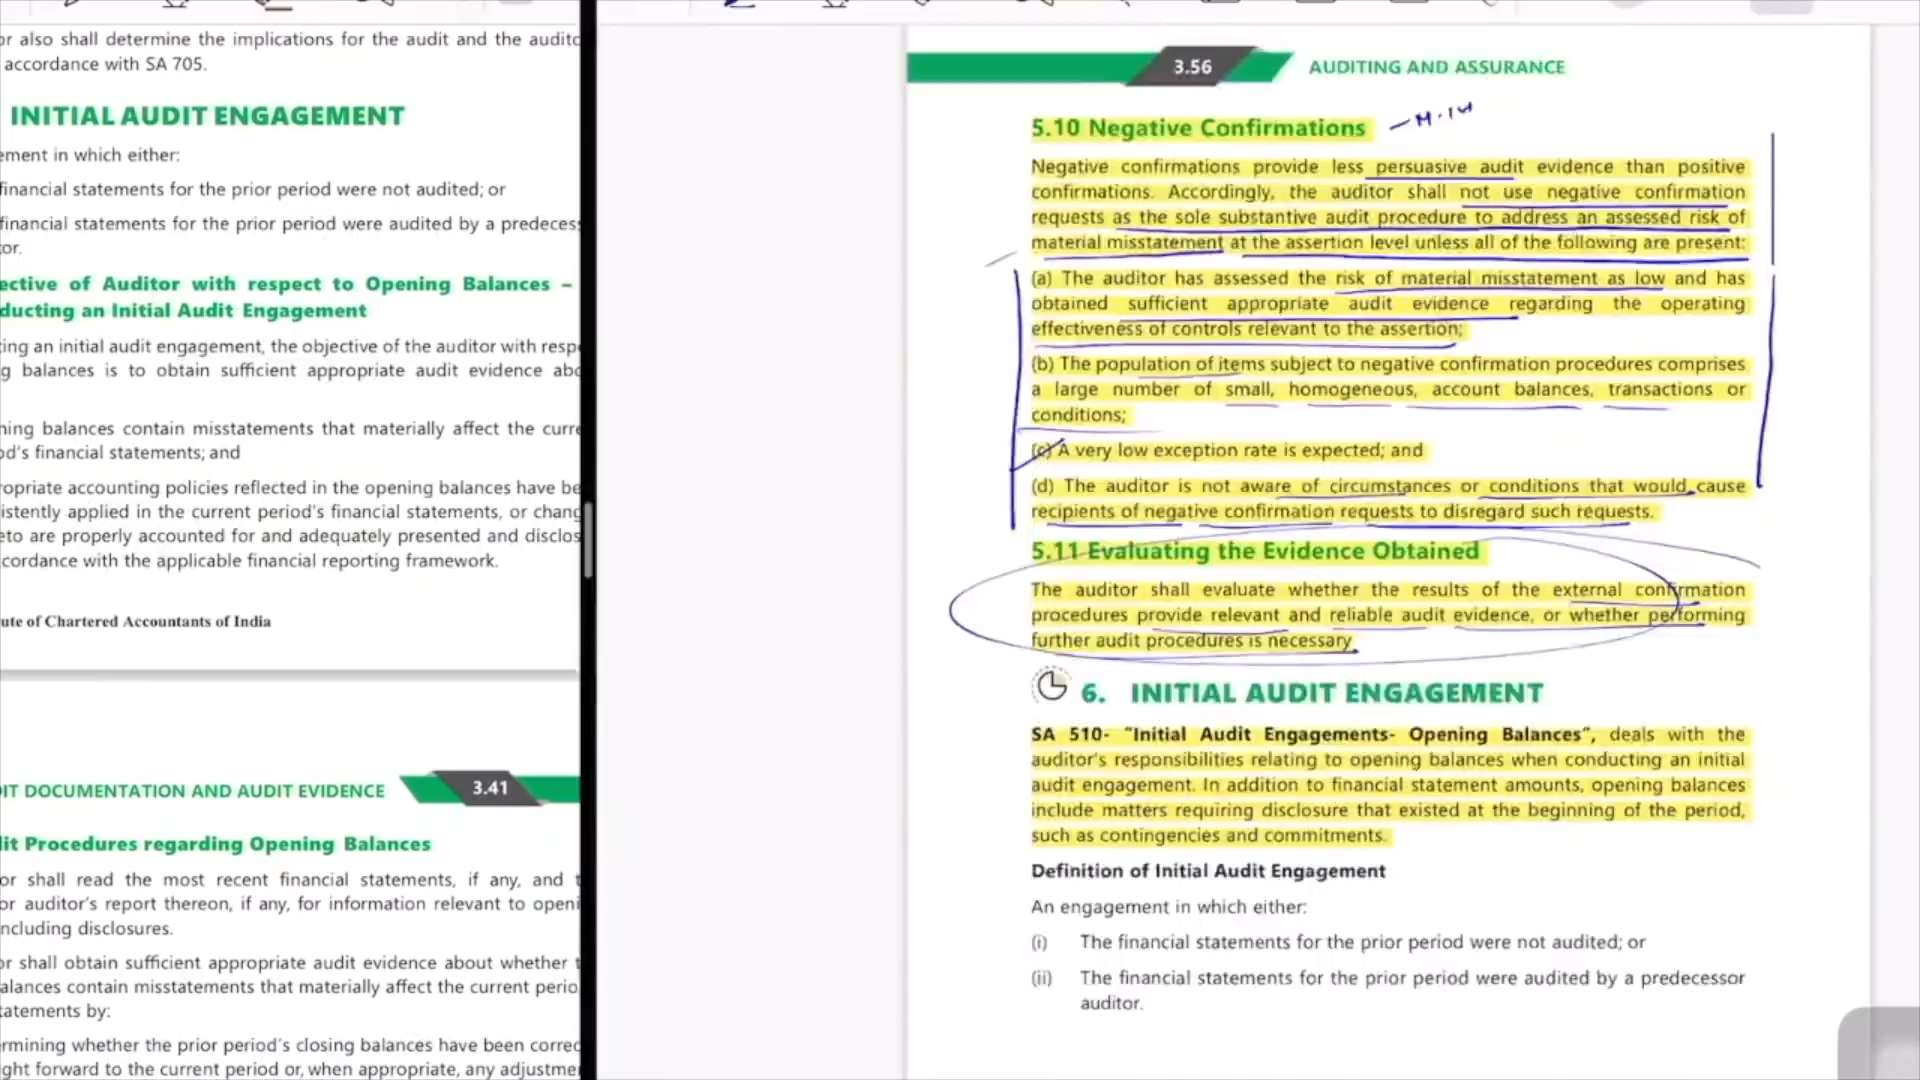 or also shall determine the implications for the audit and the audito
accordance with SA 705.
INITIAL AUDIT ENGAGEMENT
ement in which either:
financial statements for the prior period were not audited; or
financial statements for the prior period were audited by a predeces
or.
ective of Auditor with respect to Opening Balances –
ducting an Initial Audit Engagement
ing an initial audit engagement, the objective of the auditor with resp
g balances is to obtain sufficient appropriate audit evidence abo
ning balances contain misstatements that materially affect the curre
od's financial statements; and
ropriate accounting policies reflected in the opening balances have be
istently applied in the current period's financial statements, or chang
eto are properly accounted for and adequately presented and disclos
cordance with the applicable financial reporting framework.
ute of Chartered Accountants of India
IT DOCUMENTATION AND AUDIT EVIDENCE 3.41
dit Procedures regarding Opening Balances
or shall read the most recent financial statements, if any, and t
or auditor's report thereon, if any, for information relevant to openi
ncluding disclosures.
or shall obtain sufficient appropriate audit evidence about whether t
alances contain misstatements that materially affect the current perio
tatements by:
rmining whether the prior period's closing balances have been correc
ght forward to the current period or, when appropriate, any adjustme
3.56 AUDITING AND ASSURANCE
5.10 Negative Confirmations
Negative confirmations provide less persuasive audit evidence than positive
confirmations. Accordingly, the auditor shall not use negative confirmation
requests as the sole substantive audit procedure to address an assessed risk of
material misstatement at the assertion level unless all of the following are present:
(a) The auditor has assessed the risk of material misstatement as low and has
obtained sufficient appropriate audit evidence regarding the operating
effectiveness of controls relevant to the assertion;
(b) The population of items subject to negative confirmation procedures comprises
a large number of small, homogeneous, account balances, transactions or
conditions;
(c) A very low exception rate is expected; and
(d) The auditor is not aware of circumstances or conditions that would cause
recipients of negative confirmation requests to disregard such requests.
5.11 Evaluating the Evidence Obtained
The auditor shall evaluate whether the results of the external confirmation
procedures provide relevant and reliable audit evidence, or whether performing
further audit procedures is necessary.
6. INITIAL AUDIT ENGAGEMENT
SA 510- "Initial Audit Engagements- Opening Balances", deals with the
auditor's responsibilities relating to opening balances when conducting an initial
audit engagement. In addition to financial statement amounts, opening balances
include matters requiring disclosure that existed at the beginning of the period,
such as contingencies and commitments.
Definition of Initial Audit Engagement
An engagement in which either:
(i) The financial statements for the prior period were not audited; or
(ii) The financial statements for the prior period were audited by a predecessor
auditor.